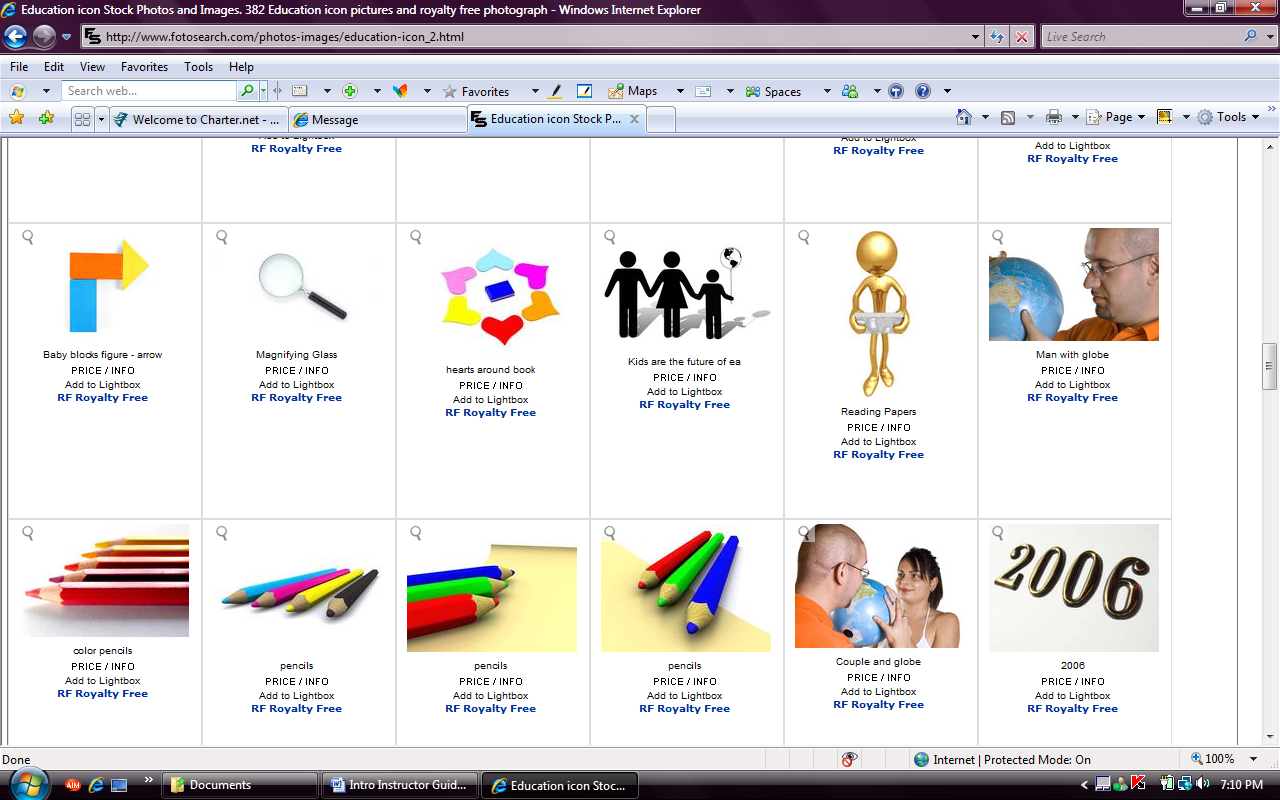 Education icon Stock Photos and Images. 382 Education icon pictures and royalty free photograph - Windows Internet Explorer
FS http://www.fotosearch.com/photos-images/education-icon_2.html
Live Search
File Edit View Favorites Tools Help
Search web...
Favorites Maps Spaces
Welcome to Charter.net - ... Message FS Education icon Stock P...
Page Tools
Add to Lightbox Add to Lightbox Add to Lightbox
RF Royalty Free RF Royalty Free RF Royalty Free
Baby blocks figure - arrow
PRICE / INFO
Add to Lightbox
RF Royalty Free
Magnifying Glass
PRICE / INFO
Add to Lightbox
RF Royalty Free
hearts around book
PRICE / INFO
Add to Lightbox
RF Royalty Free
Kids are the future of ea
PRICE / INFO
Add to Lightbox
RF Royalty Free
Reading Papers
PRICE / INFO
Add to Lightbox
RF Royalty Free
Man with globe
PRICE / INFO
Add to Lightbox
RF Royalty Free
color pencils
PRICE / INFO
Add to Lightbox
RF Royalty Free
pencils
PRICE / INFO
Add to Lightbox
RF Royalty Free
pencils
PRICE / INFO
Add to Lightbox
RF Royalty Free
pencils
PRICE / INFO
Add to Lightbox
RF Royalty Free
Couple and globe
PRICE / INFO
Add to Lightbox
RF Royalty Free
2006
2006
PRICE / INFO
Add to Lightbox
RF Royalty Free
Done Internet | Protected Mode: On 100%
AIM Documents Intro Instructor Guid... Education icon Stoc... 7:10 PM